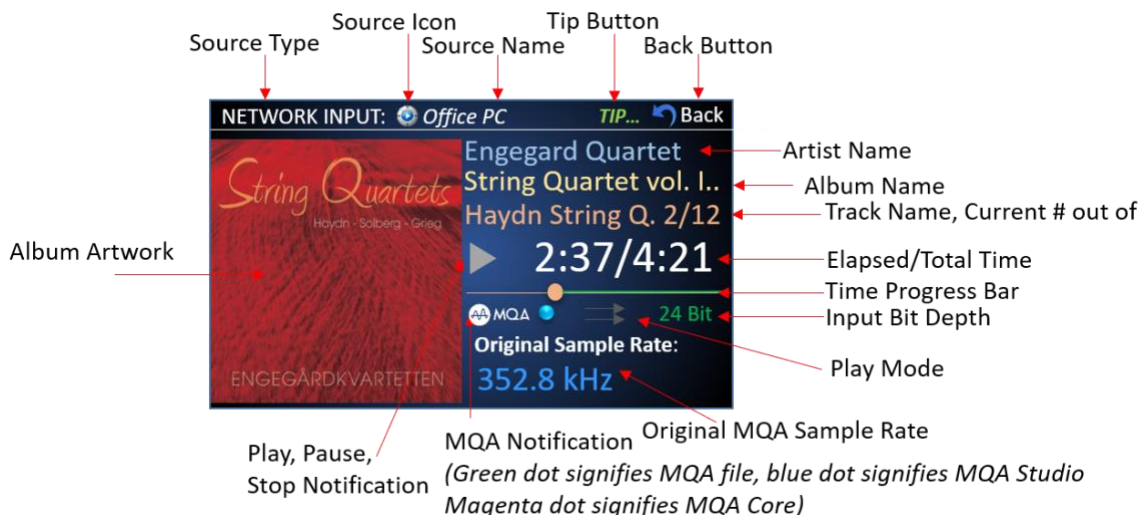 Source Icon
Tip Button
Source Type
Source Name
Back Button
NETWORK INPUT: Office PC TIP... Back
Engegard Quartet
Artist Name
String Quartet vol. I..
Album Name
Haydn String Q. 2/12
Track Name, Current # out of
String Quartets
Haydn - Solberg - Grieg
Album Artwork
2:37/4:21
Elapsed/Total Time
Time Progress Bar
MQA
24 Bit
Input Bit Depth
Original Sample Rate:
Play Mode
ENGEGÅRDKVARTETTEN
352.8 kHz
Original MQA Sample Rate
Play, Pause,
Stop Notification
MQA Notification
(Green dot signifies MQA file, blue dot signifies MQA Studio
Magenta dot signifies MQA Core)